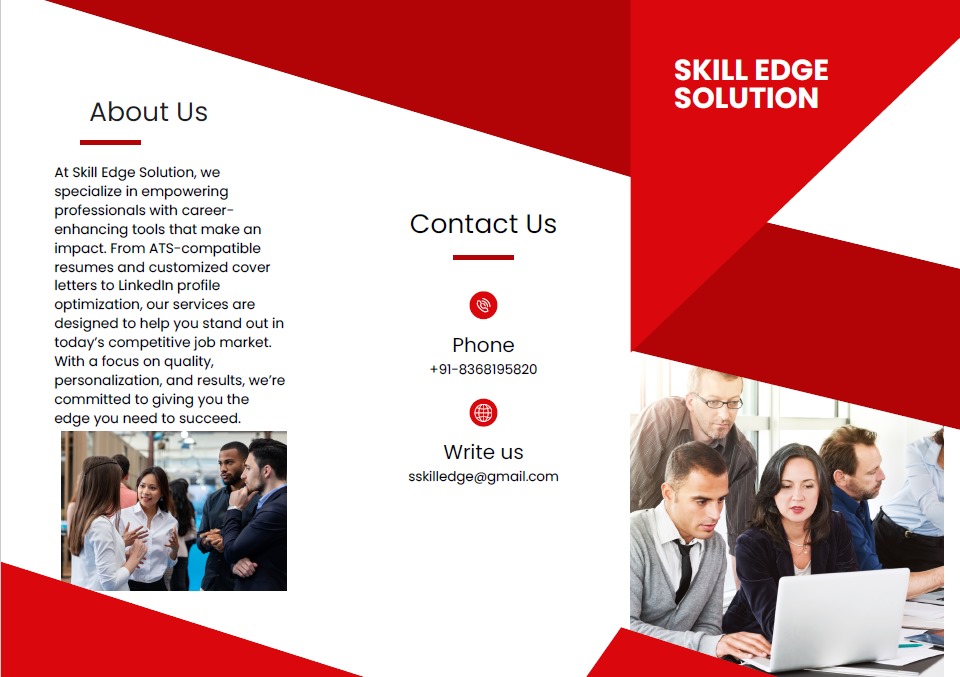 About Us
At Skill Edge Solution, we
specialize in empowering
professionals with career-
enhancing tools that make an
impact. From ATS-compatible
resumes and customized cover
letters to LinkedIn profile
optimization, our services are
designed to help you stand out in
today’s competitive job market.
With a focus on quality,
personalization, and results, we’re
committed to giving you the
edge you need to succeed.
Contact Us
Phone
+91-8368195820
Write us
sskilledge@gmail.com
SKILL EDGE
SOLUTION